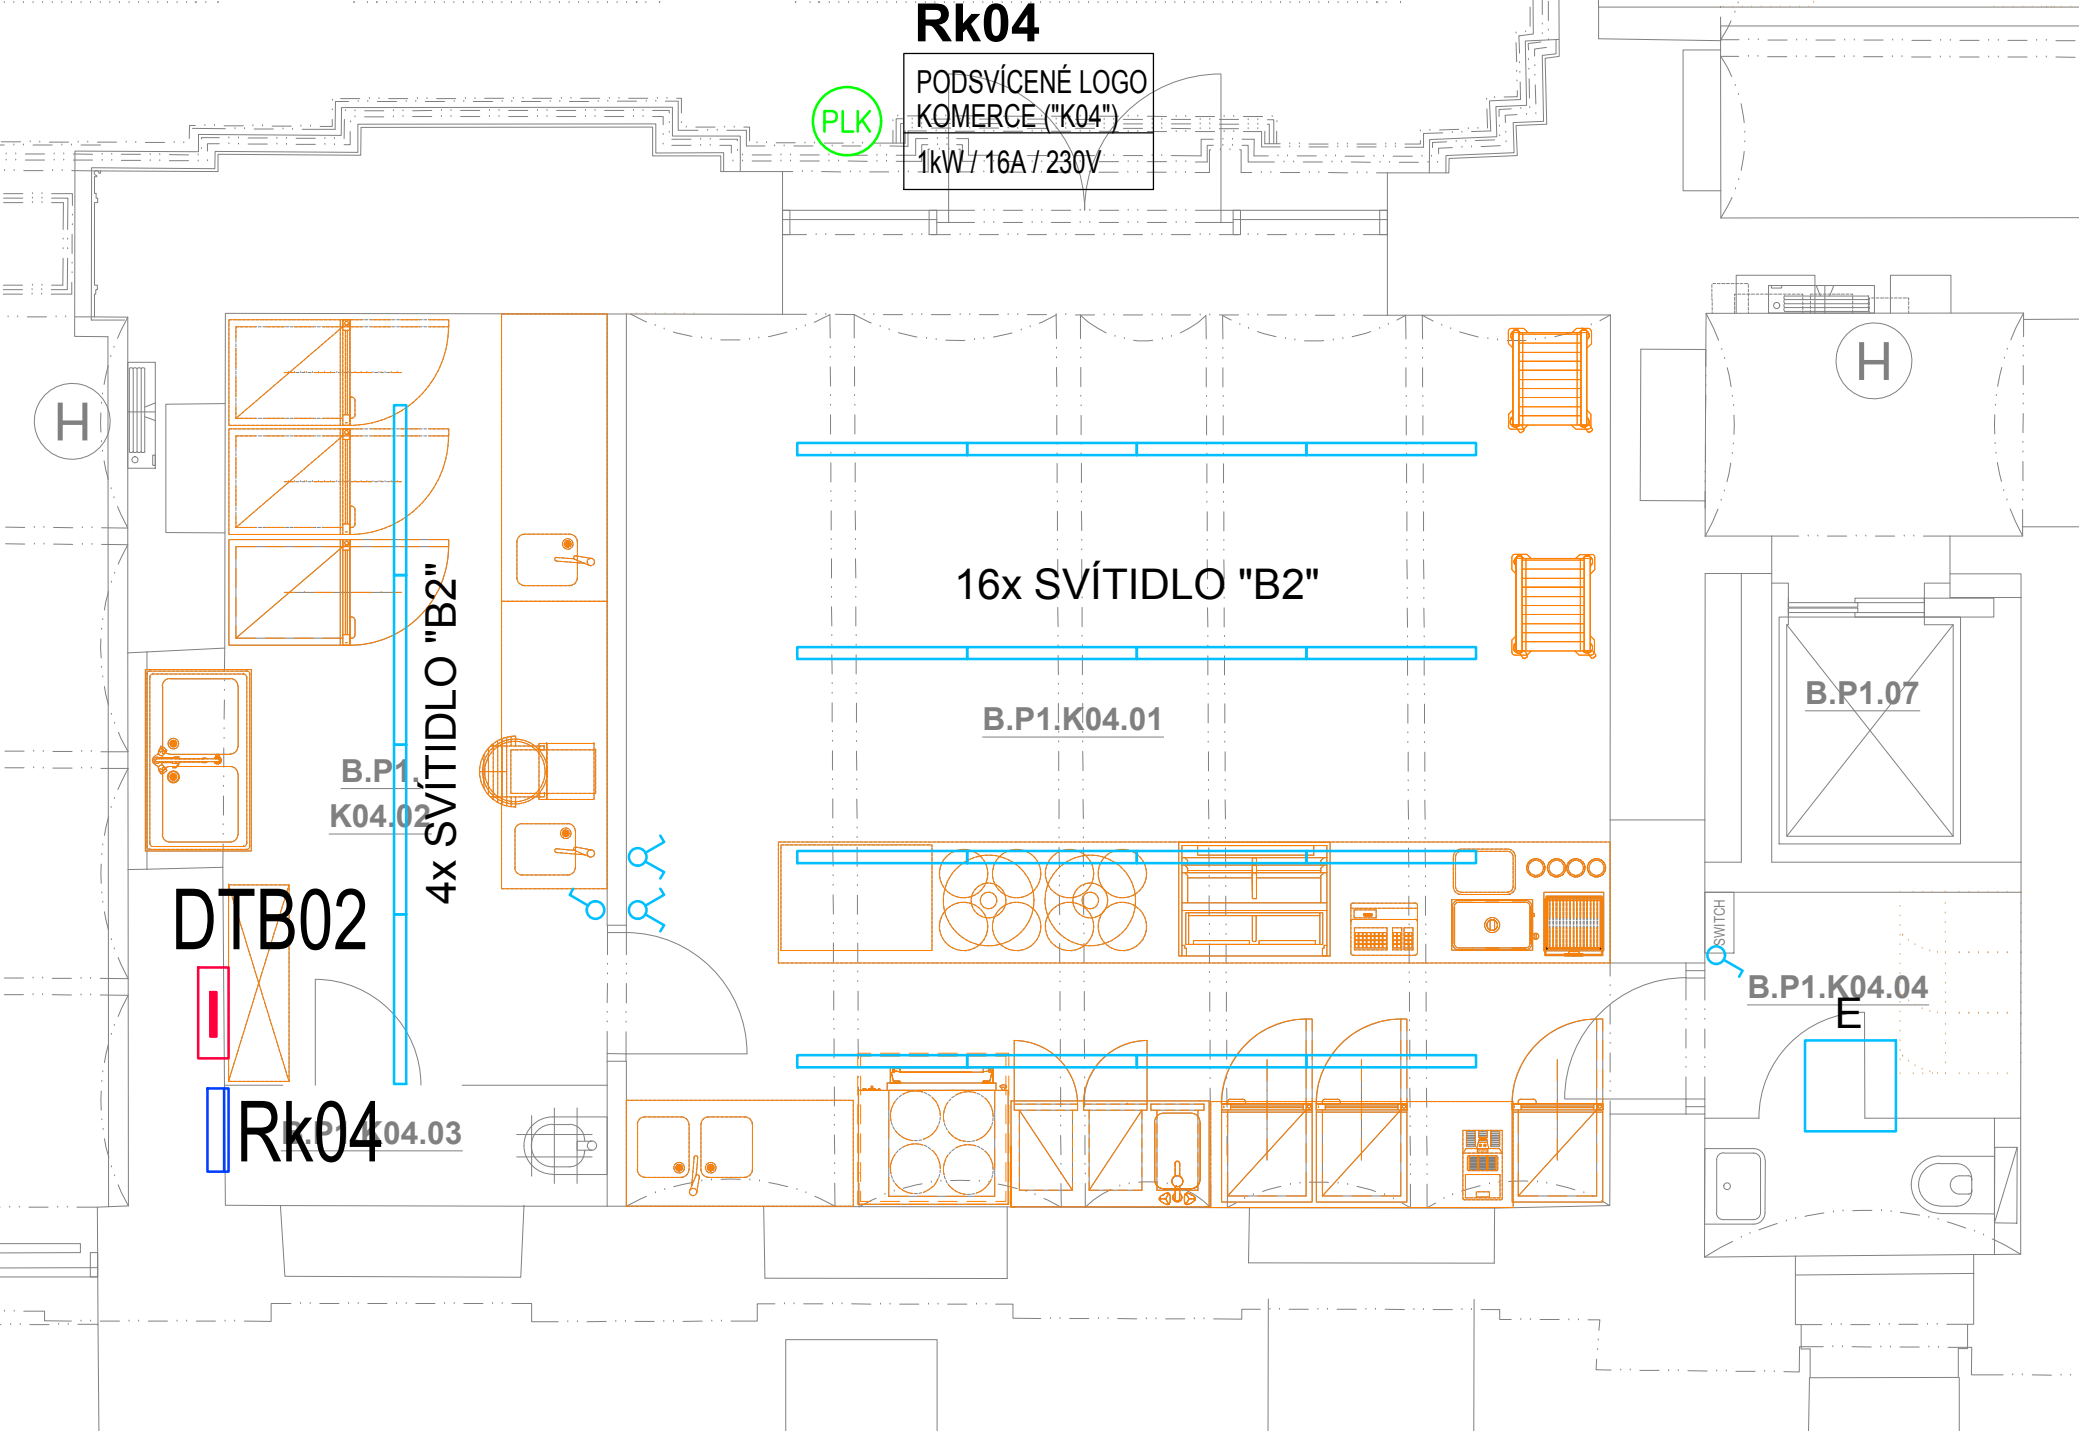 Rk04
PODSVÍCENÉ LOGO
KOMERCE ("K04")
1kW / 16A / 230V
PLK
H
H
4x SVÍTIDLO "B2"
16x SVÍTIDLO "B2"
B.P1.K04.01
B.P1.07
B.P1.
K04.02
DTB02
SWITCH
B.P1.K04.04
E
Rk04
B.P1.K04.03